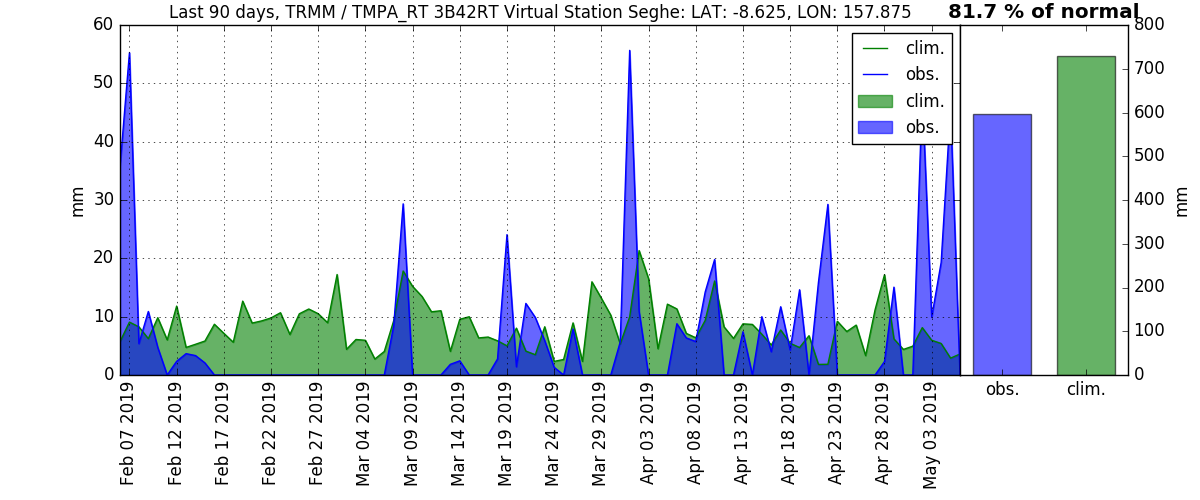 Last 90 days, TRMM / TMPA_RT 3B42RT Virtual Station Seghe: LAT: -8.625, LON: 157.875
81.7 % of normal
mm
60
50
40
30
20
10
0
clim.
obs.
clim.
obs.
Feb 07 2019
Feb 12 2019
Feb 17 2019
Feb 22 2019
Feb 27 2019
Mar 04 2019
Mar 09 2019
Mar 14 2019
Mar 19 2019
Mar 24 2019
Mar 29 2019
Apr 03 2019
Apr 08 2019
Apr 13 2019
Apr 18 2019
Apr 23 2019
Apr 28 2019
May 03 2019
obs.
clim.
800
700
600
500
400
300
200
100
0
mm